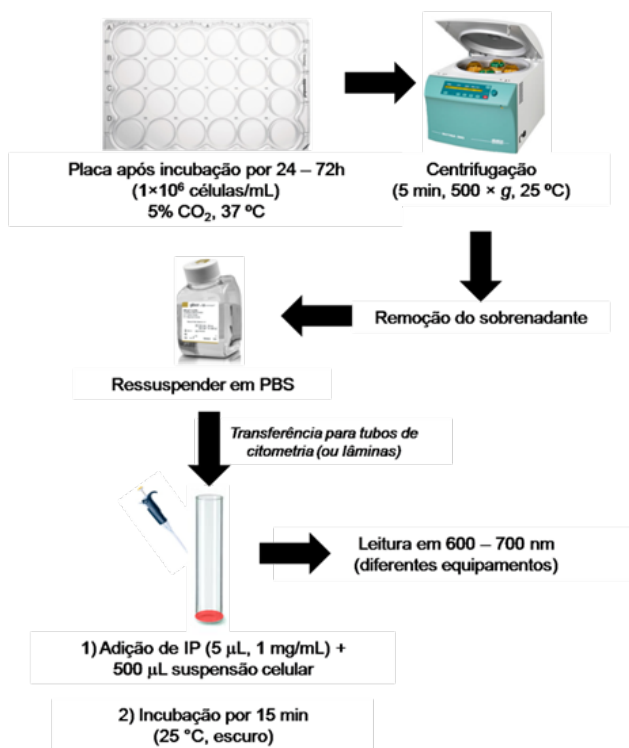 A
B
C
D
Placa após incubação por 24 – 72h
(1×10⁶ células/mL)
5% CO₂, 37 ºC
Centrifugação
(5 min, 500 × g, 25 ºC)
Remoção do sobrenadante
Ressuspender em PBS
Transferência para tubos de
citometria (ou lâminas)
Leitura em 600 – 700 nm
(diferentes equipamentos)
1) Adição de IP (5 µL, 1 mg/mL) +
500 µL suspensão celular
2) Incubação por 15 min
(25 °C, escuro)